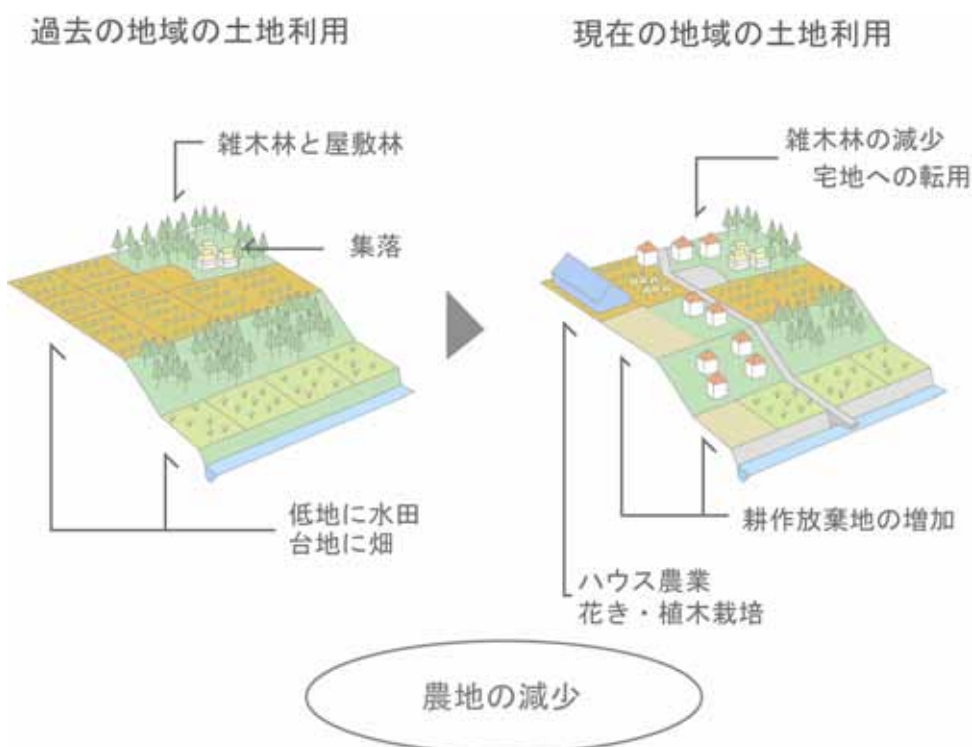 過去の地域の土地利用
現在の地域の土地利用
雑木林と屋敷林
集落
低地に水田
台地に畑
雑木林の減少
宅地への転用
耕作放棄地の増加
ハウス農業
花き・植木栽培
農地の減少